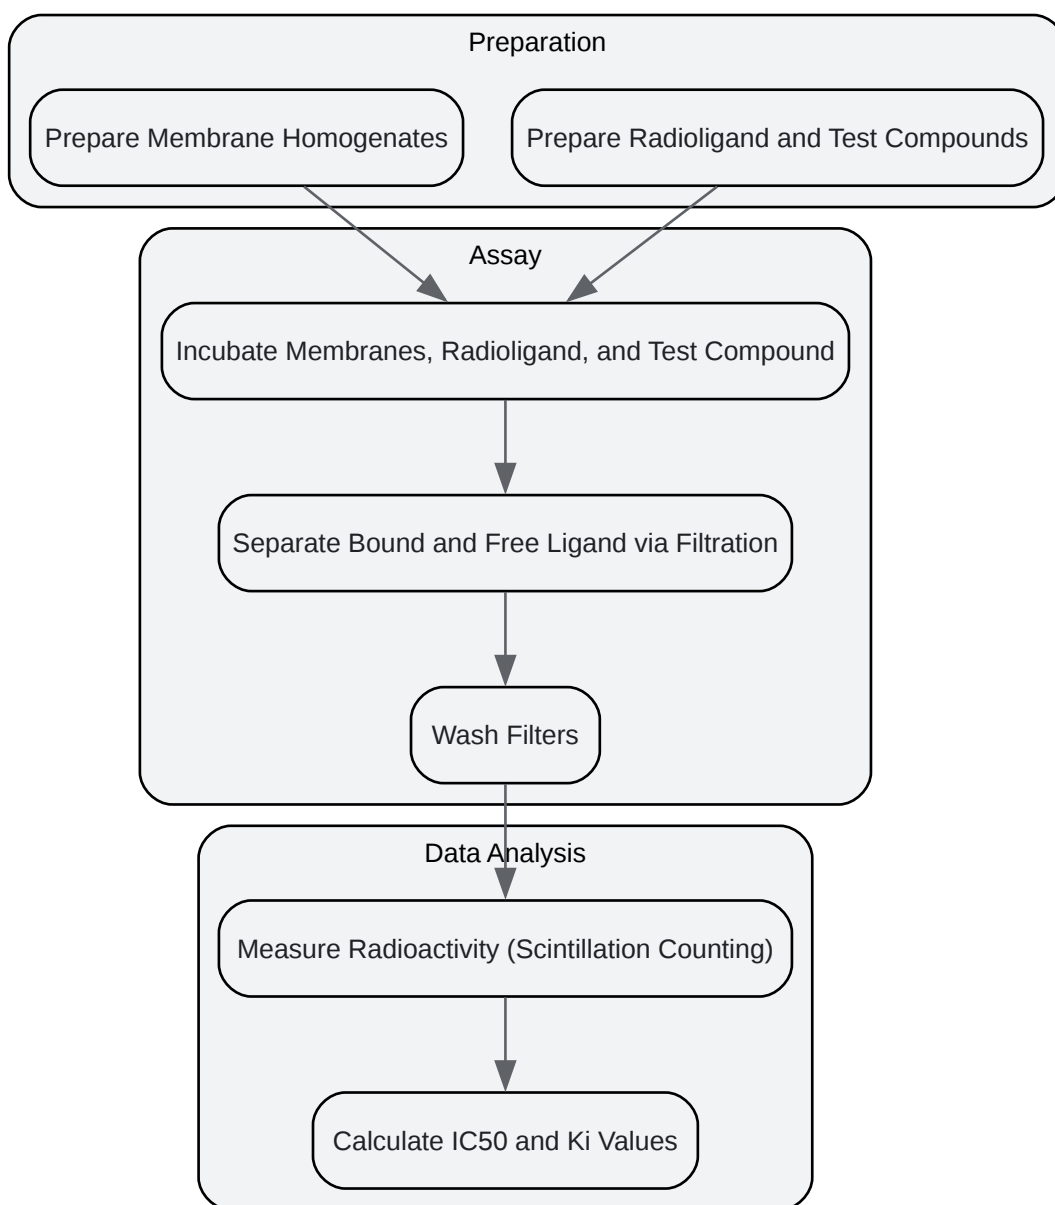 Preparation
Prepare Membrane Homogenates
Prepare Radioligand and Test Compounds
Assay
Incubate Membranes, Radioligand, and Test Compound
Separate Bound and Free Ligand via Filtration
Wash Filters
Data Analysis
Measure Radioactivity (Scintillation Counting)
Calculate IC50 and Ki Values